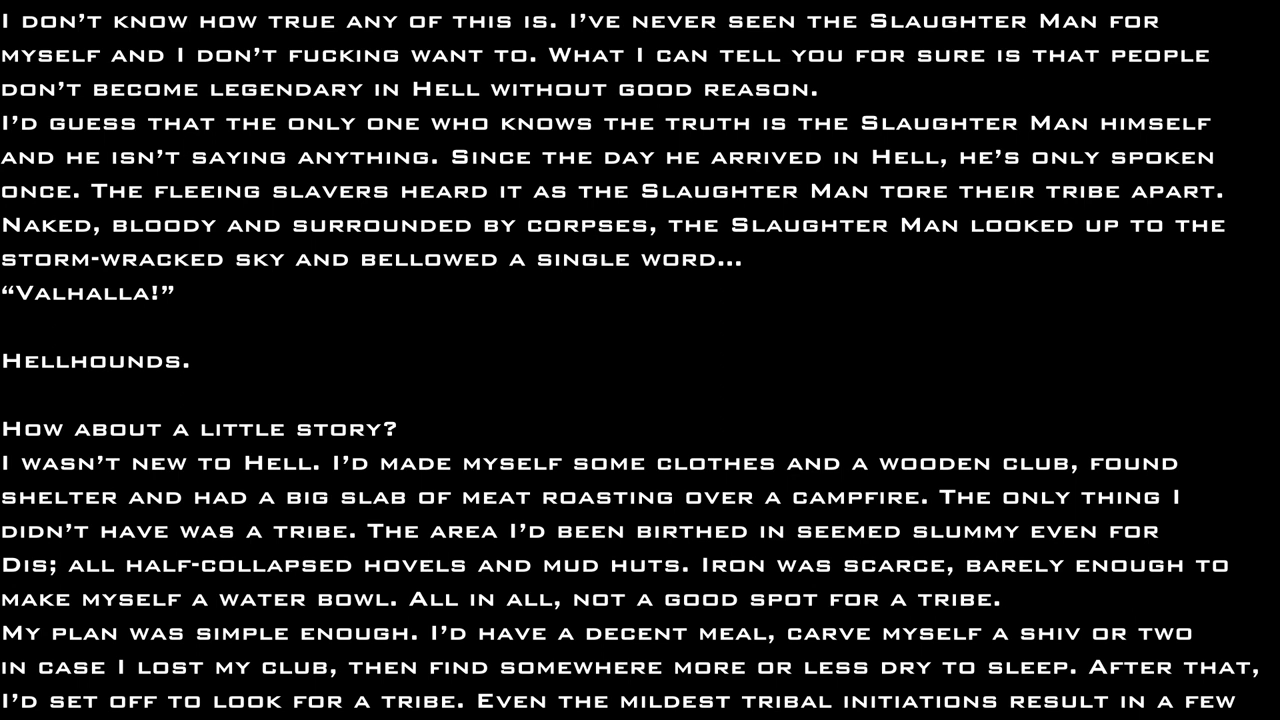 I don’t know how true any of this is. I’ve never seen the Slaughter Man for
myself and I don’t fucking want to. What I can tell you for sure is that people
don’t become legendary in Hell without good reason.
I’d guess that the only one who knows the truth is the Slaughter Man himself
and he isn’t saying anything. Since the day he arrived in Hell, he’s only spoken
once. The fleeing slavers heard it as the Slaughter Man tore their tribe apart.
Naked, bloody and surrounded by corpses, the Slaughter Man looked up to the
storm-wracked sky and bellowed a single word...
“Valhalla!”
Hellhounds.
How about a little story?
I wasn’t new to Hell. I’d made myself some clothes and a wooden club, found
shelter and had a big slab of meat roasting over a campfire. The only thing I
didn’t have was a tribe. The area I’d been birthed in seemed slummy even for
Dis; all half-collapsed hovels and mud huts. Iron was scarce, barely enough to
make myself a water bowl. All in all, not a good spot for a tribe.
My plan was simple enough. I’d have a decent meal, carve myself a shiv or two
in case I lost my club, then find somewhere more or less dry to sleep. After that,
I’d set off to look for a tribe. Even the mildest tribal initiations result in a few